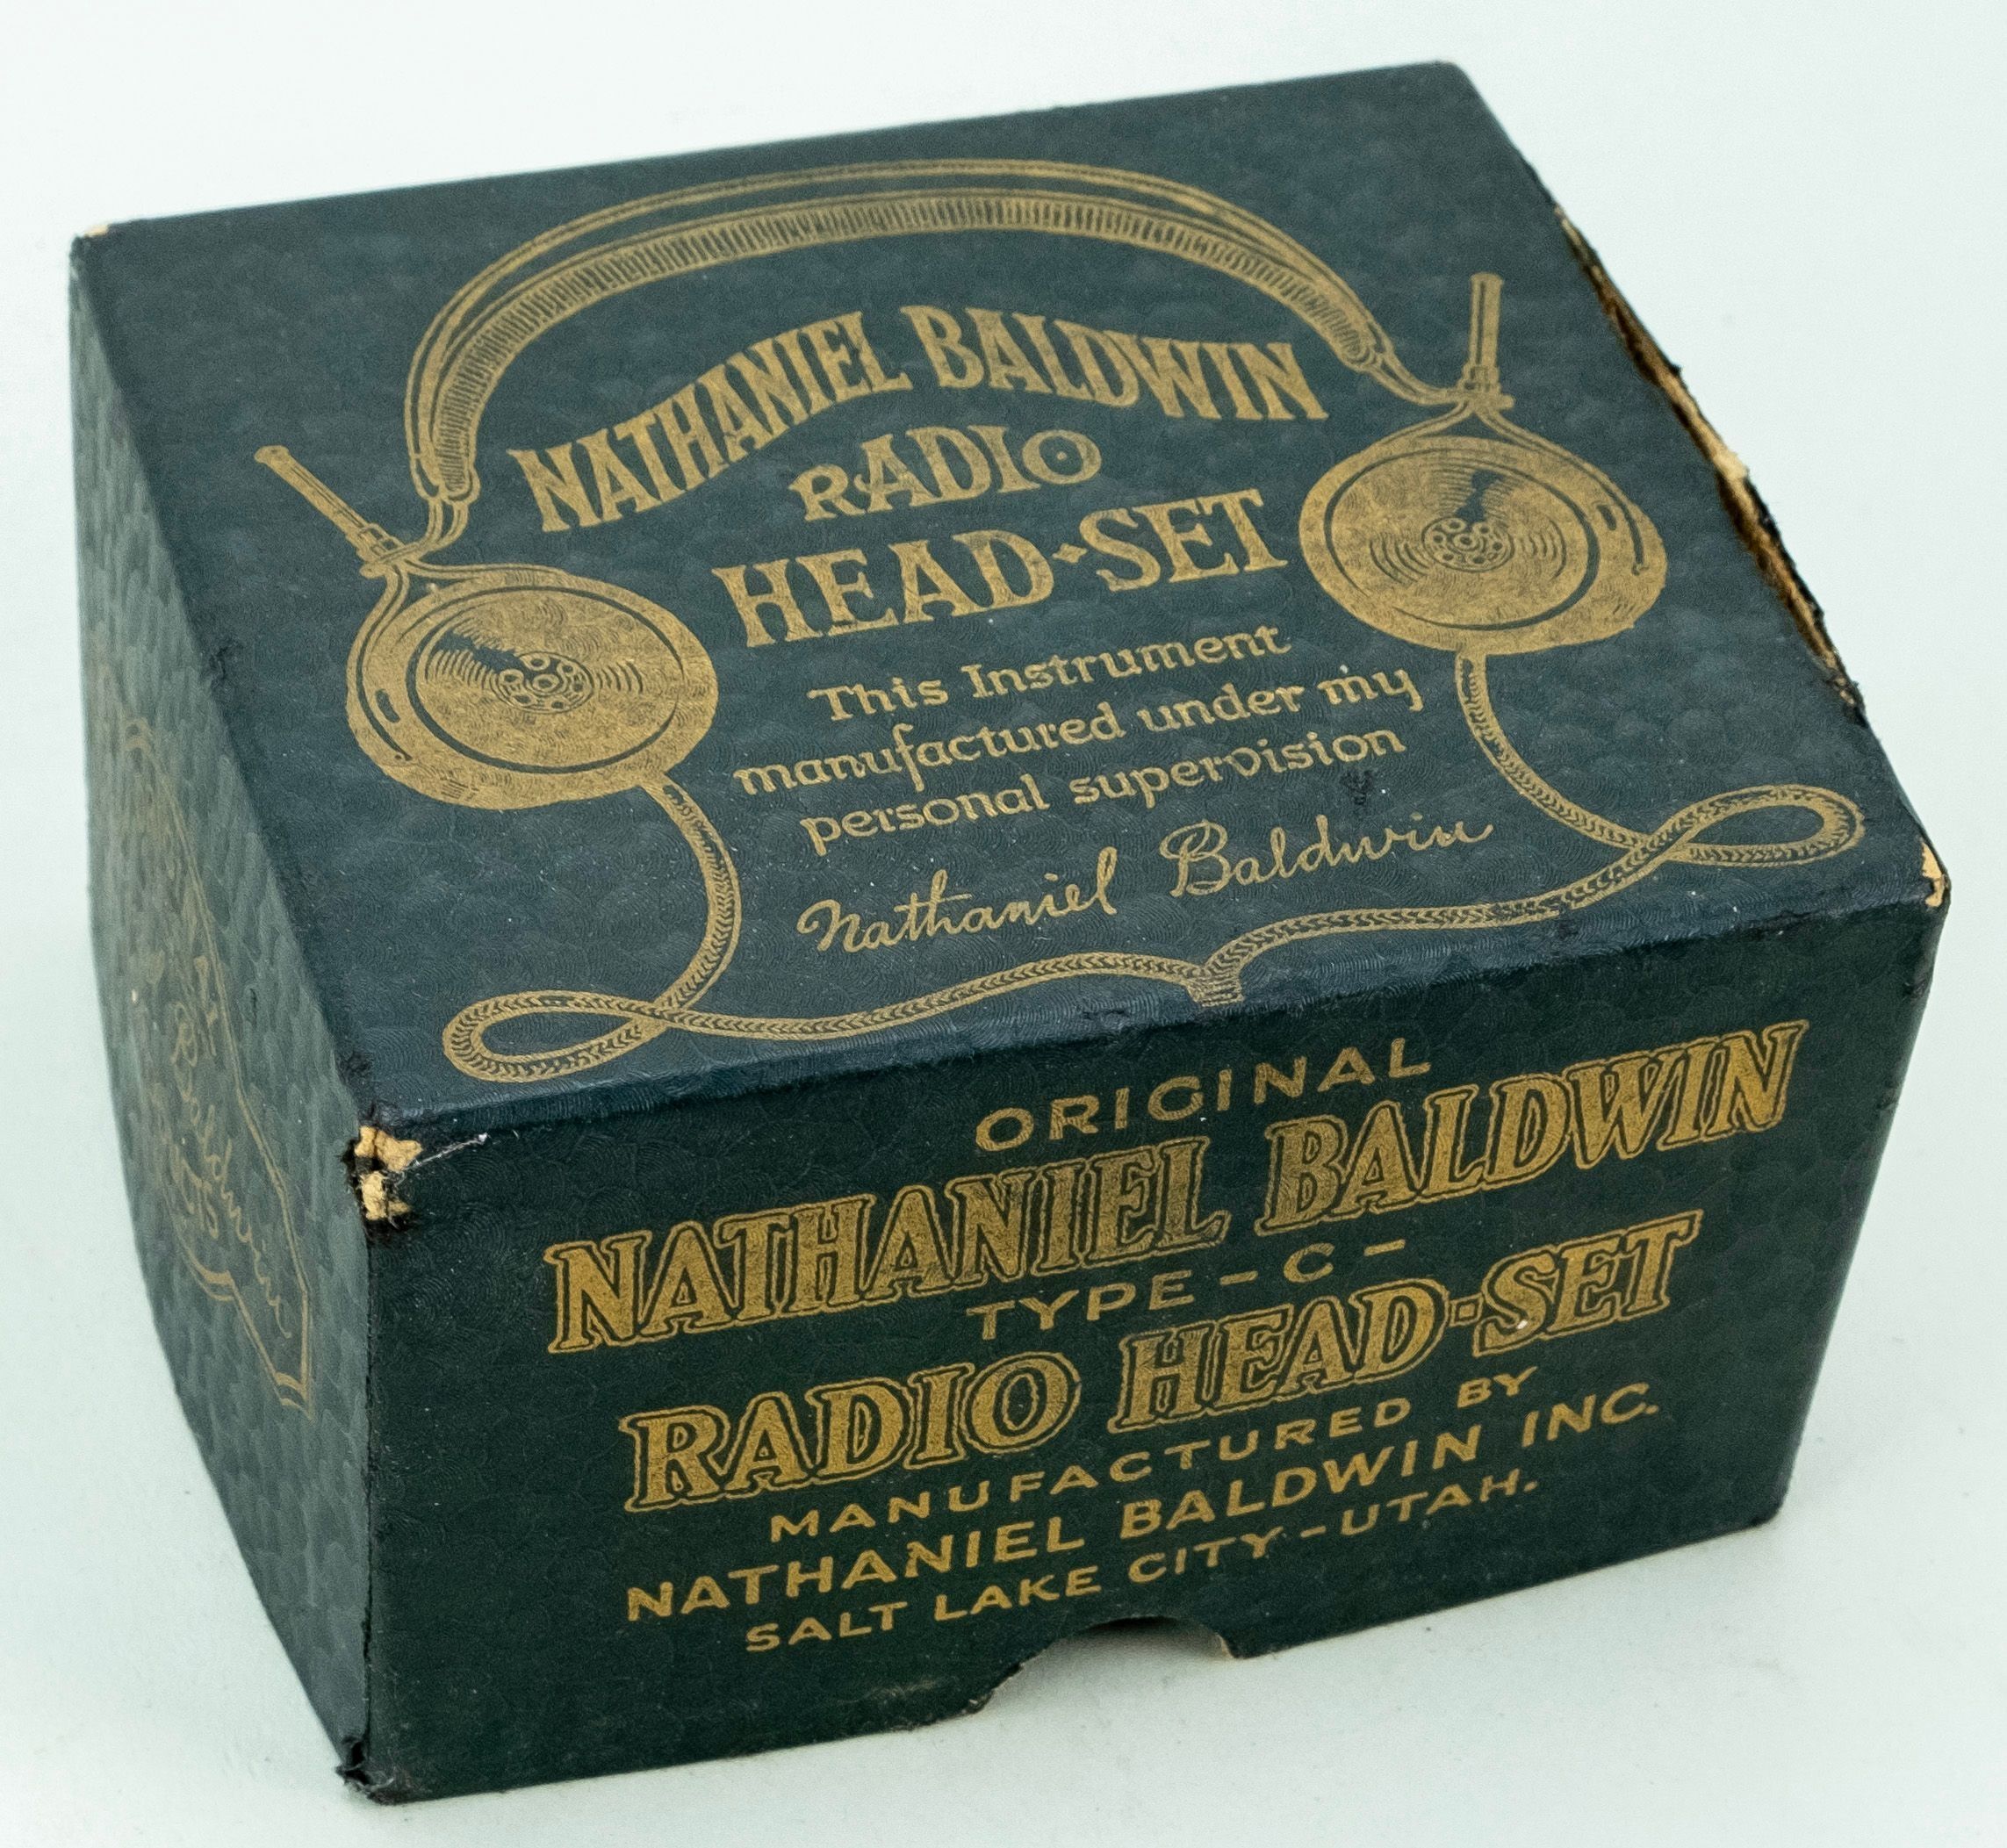 NATHANIEL BALDWIN
RADIO
HEAD-SET
This Instrument
manufactured under my
personal supervision
Nathaniel Baldwin
ORIGINAL
NATHANIEL BALDWIN
TYPE-C-
RADIO HEAD-SET
MANUFACTURED BY
NATHANIEL BALDWIN INC.
SALT LAKE CITY-UTAH.
Baldwin